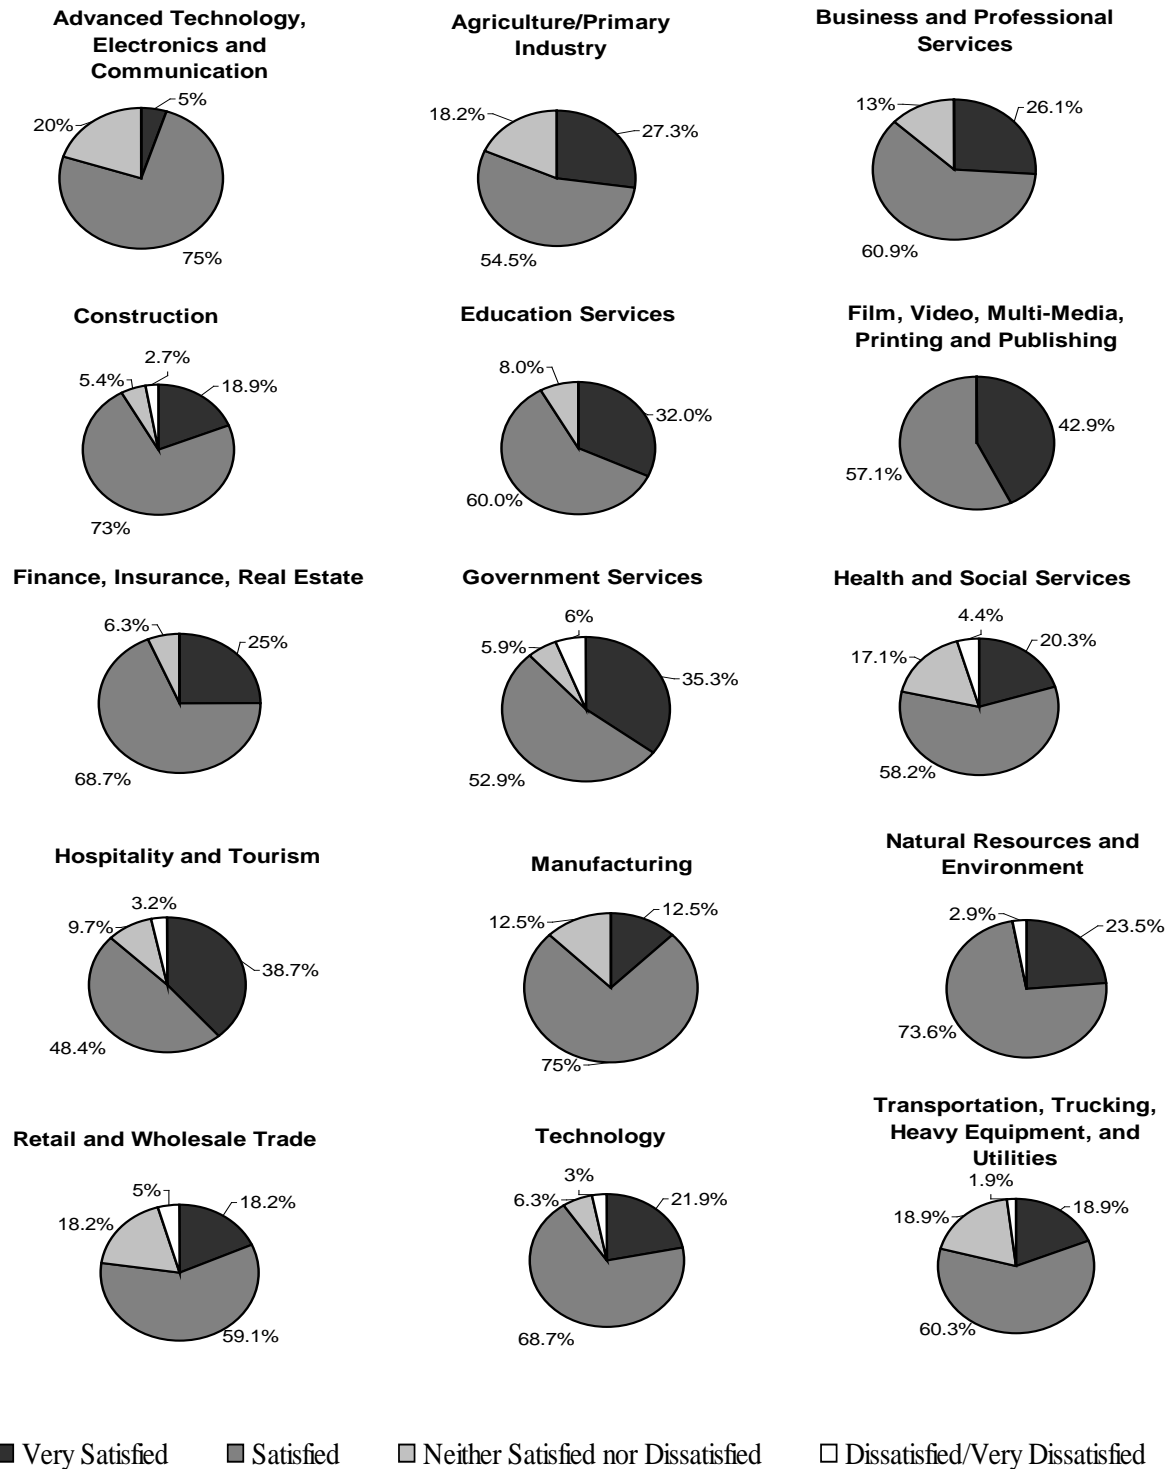 Advanced Technology,
Electronics and
Communication
5%
20%
75%
Agriculture/Primary
Industry
18.2%
27.3%
54.5%
Business and Professional
Services
13%
26.1%
60.9%
Construction
2.7%
5.4%
18.9%
73%
Education Services
8.0%
32.0%
60.0%
Film, Video, Multi-Media,
Printing and Publishing
42.9%
57.1%
Finance, Insurance, Real Estate
6.3%
25%
68.7%
Government Services
6%
5.9%
35.3%
52.9%
Health and Social Services
4.4%
20.3%
17.1%
58.2%
Hospitality and Tourism
3.2%
9.7%
38.7%
48.4%
Manufacturing
12.5%
12.5%
75%
Natural Resources and
Environment
2.9%
23.5%
73.6%
Retail and Wholesale Trade
5%
18.2%
18.2%
59.1%
Technology
3%
6.3%
21.9%
68.7%
Transportation, Trucking,
Heavy Equipment, and
Utilities
1.9%
18.9%
18.9%
60.3%
Very Satisfied
Satisfied
Neither Satisfied nor Dissatisfied
Dissatisfied/Very Dissatisfied